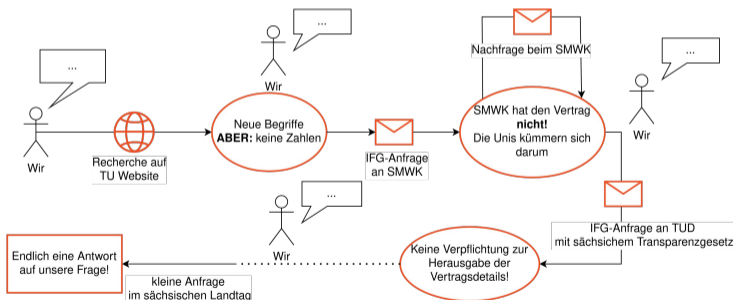 ...
Wir
Recherche auf
TU Website
...
Wir
Neue Begriffe
ABER: keine Zahlen
IFG-Anfrage
an SMWK
Nachfrage beim SMWK
SMWK hat den Vertrag
nicht!
Die Unis kümmern sich
darum
...
Wir
IFG-Anfrage an TUD
mit sächsichem Transparenzgesetz
Keine Verpflichtung zur
Herausgabe der
Vertragsdetails!
...
Wir
kleine Anfrage
im sächsischen Landtag
Endlich eine Antwort
auf unsere Frage!